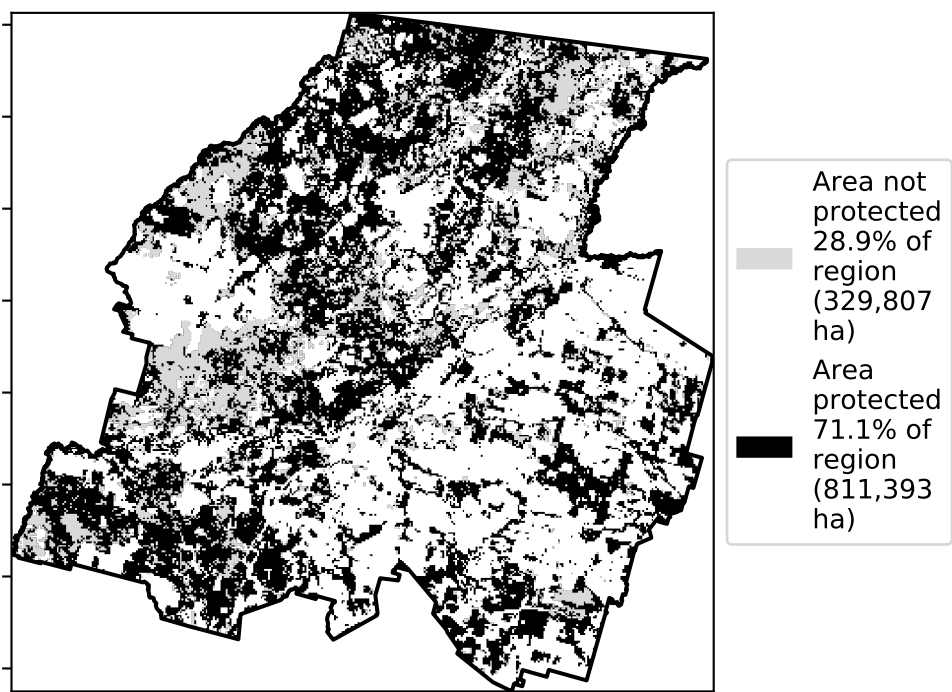 Area not
protected
28.9% of
region
(329,807
ha)
Area
protected
71.1% of
region
(811,393
ha)